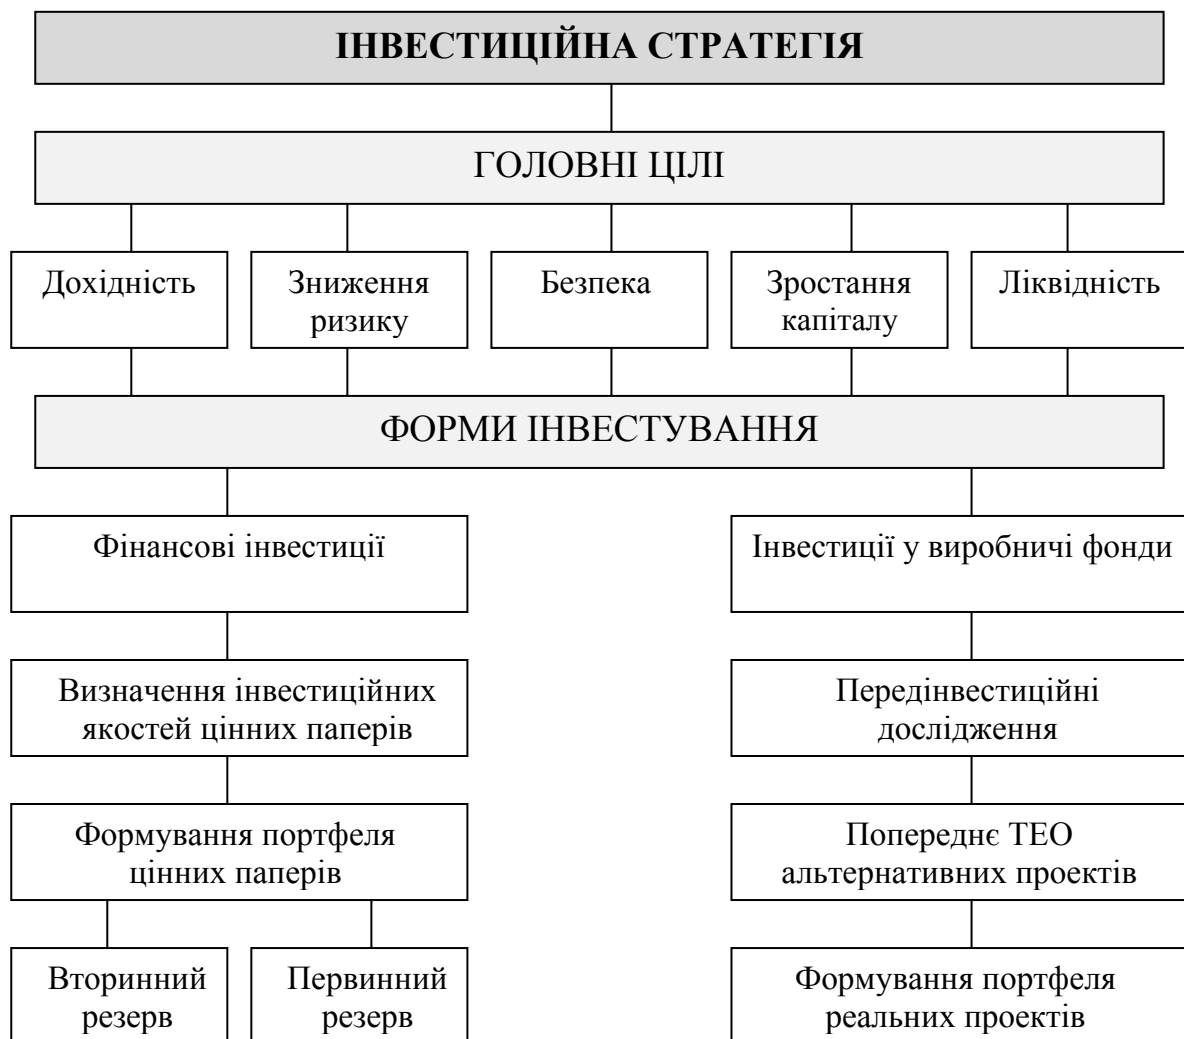 ІНВЕСТИЦІЙНА СТРАТЕГІЯ
ГОЛОВНІ ЦІЛІ
Дохідність
Зниження
ризику
Безпека
Зростання
капіталу
Ліквідність
ФОРМИ ІНВЕСТУВАННЯ
Фінансові інвестиції
Інвестиції у виробничі фонди
Визначення інвестиційних
якостей цінних паперів
Передінвестиційні
дослідження
Формування портфеля
цінних паперів
Попереднє ТЕО
альтернативних проектів
Вторинний
резерв
Первинний
резерв
Формування портфеля
реальних проектів